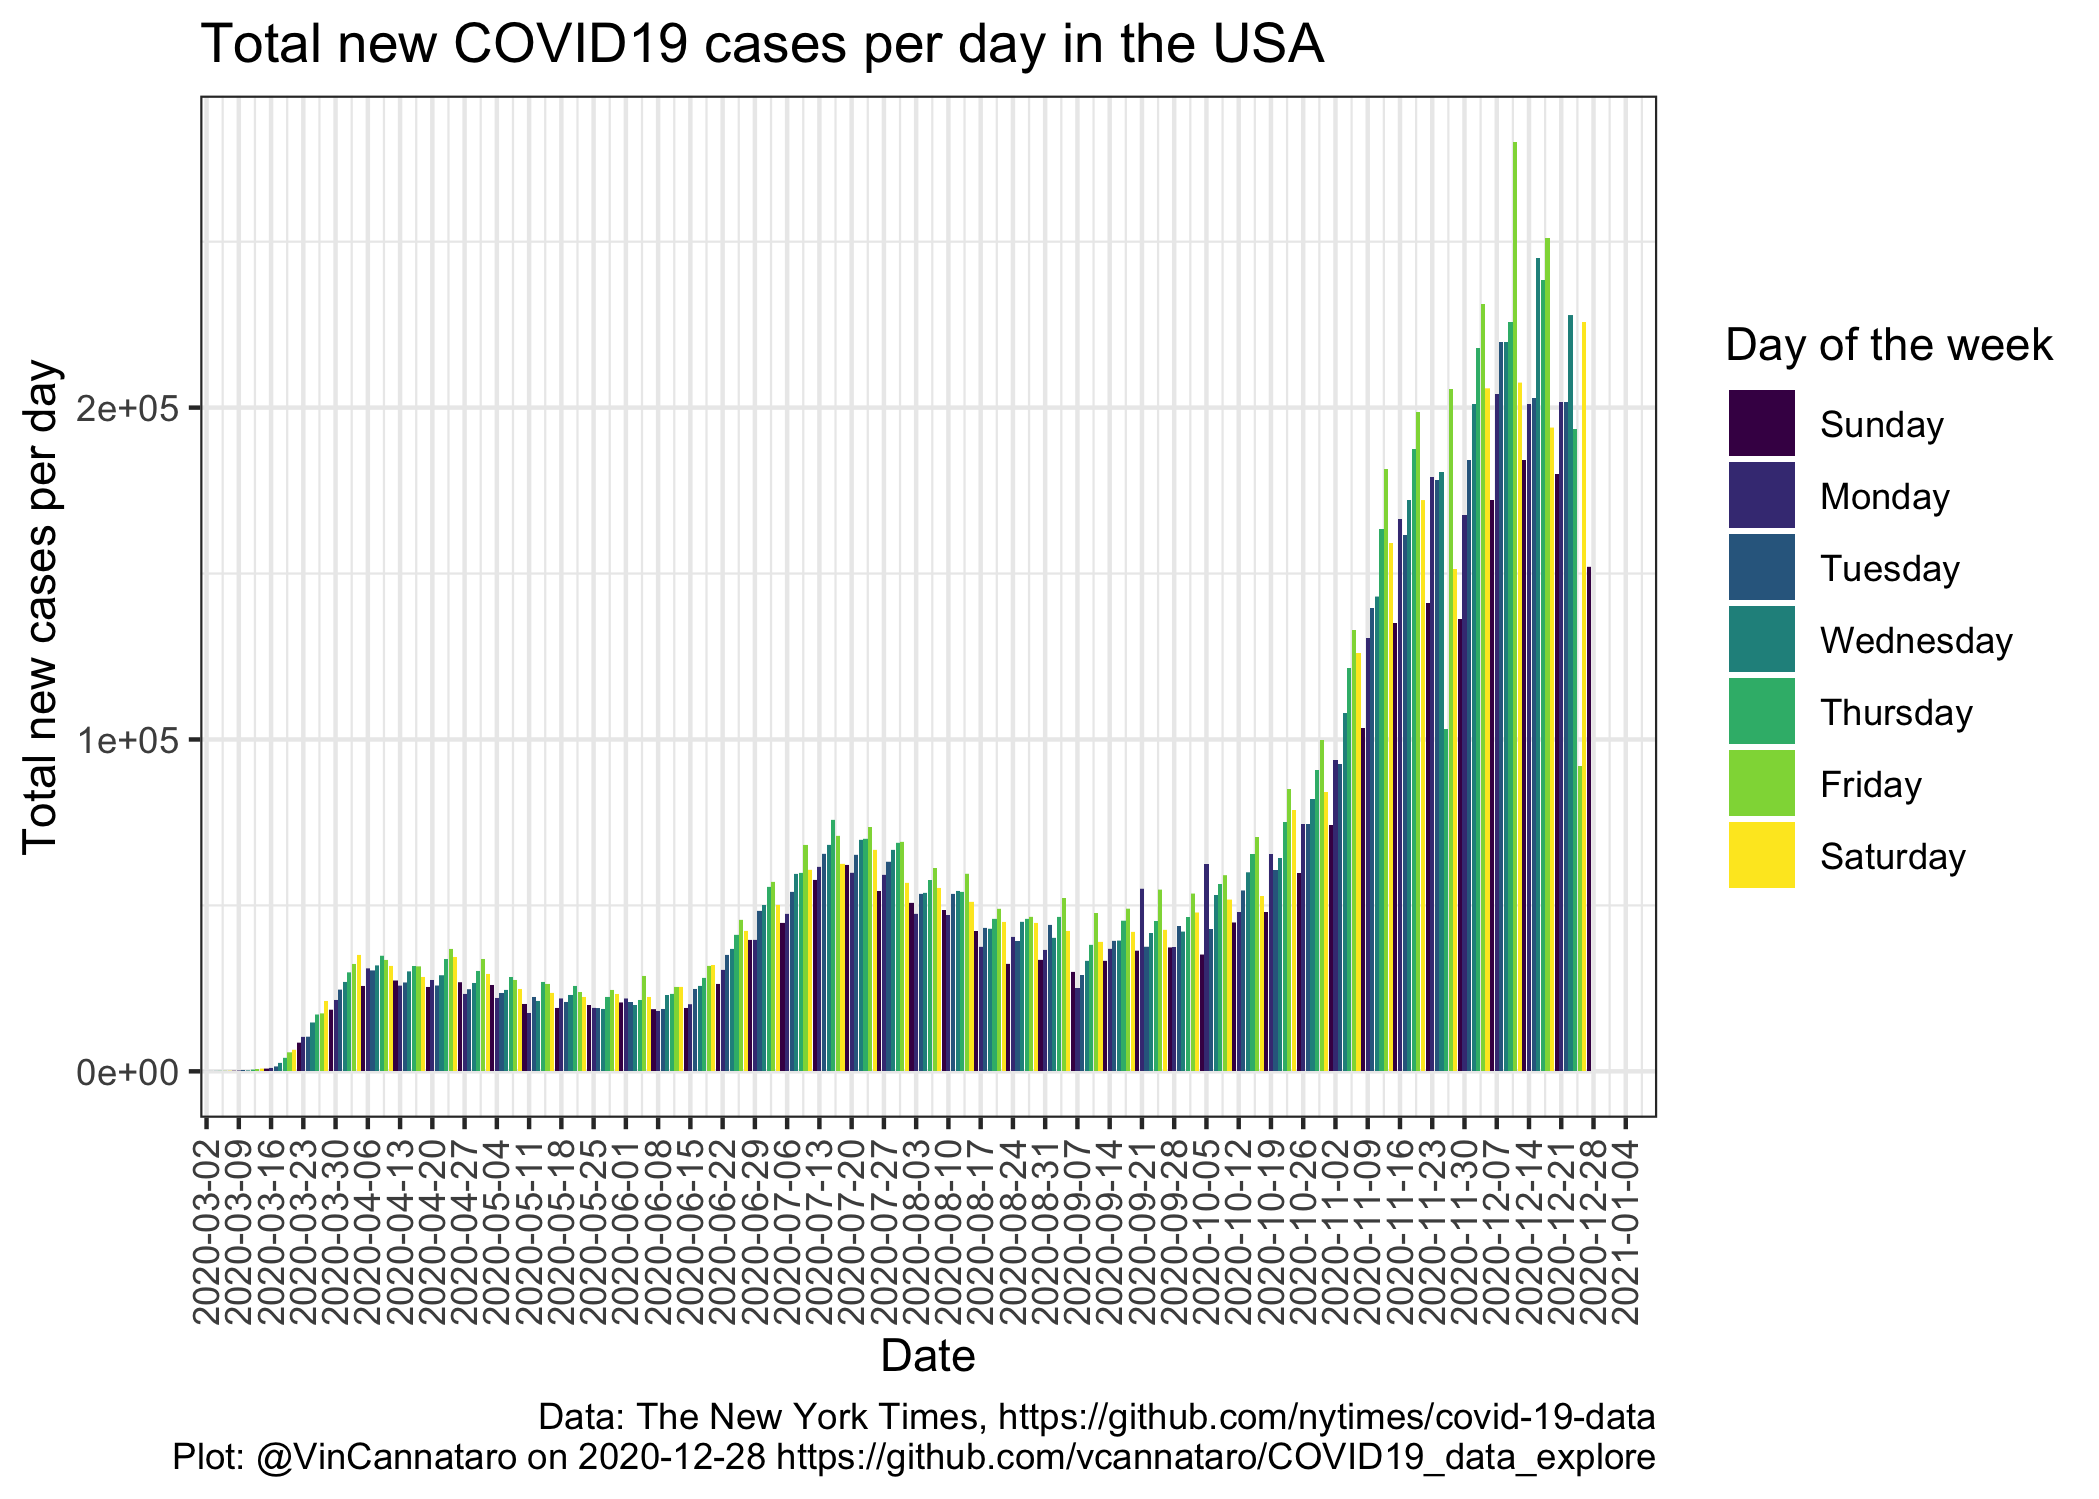 Total new COVID19 cases per day in the USA
Total new cases per day
2e+05
1e+05
0e+00
2020-03-02
2020-03-09
2020-03-16
2020-03-23
2020-03-30
2020-04-06
2020-04-13
2020-04-20
2020-04-27
2020-05-04
2020-05-11
2020-05-18
2020-05-25
2020-06-01
2020-06-08
2020-06-15
2020-06-22
2020-06-29
2020-07-06
2020-07-13
2020-07-20
2020-07-27
2020-08-03
2020-08-10
2020-08-17
2020-08-24
2020-08-31
2020-09-07
2020-09-14
2020-09-21
2020-09-28
2020-10-05
2020-10-12
2020-10-19
2020-10-26
2020-11-02
2020-11-09
2020-11-16
2020-11-23
2020-11-30
2020-12-07
2020-12-14
2020-12-21
2020-12-28
2021-01-04
Date
Day of the week
Sunday
Monday
Tuesday
Wednesday
Thursday
Friday
Saturday
Data: The New York Times, https://github.com/nytimes/covid-19-data
Plot: @VinCannataro on 2020-12-28 https://github.com/vcannataro/COVID19_data_explore